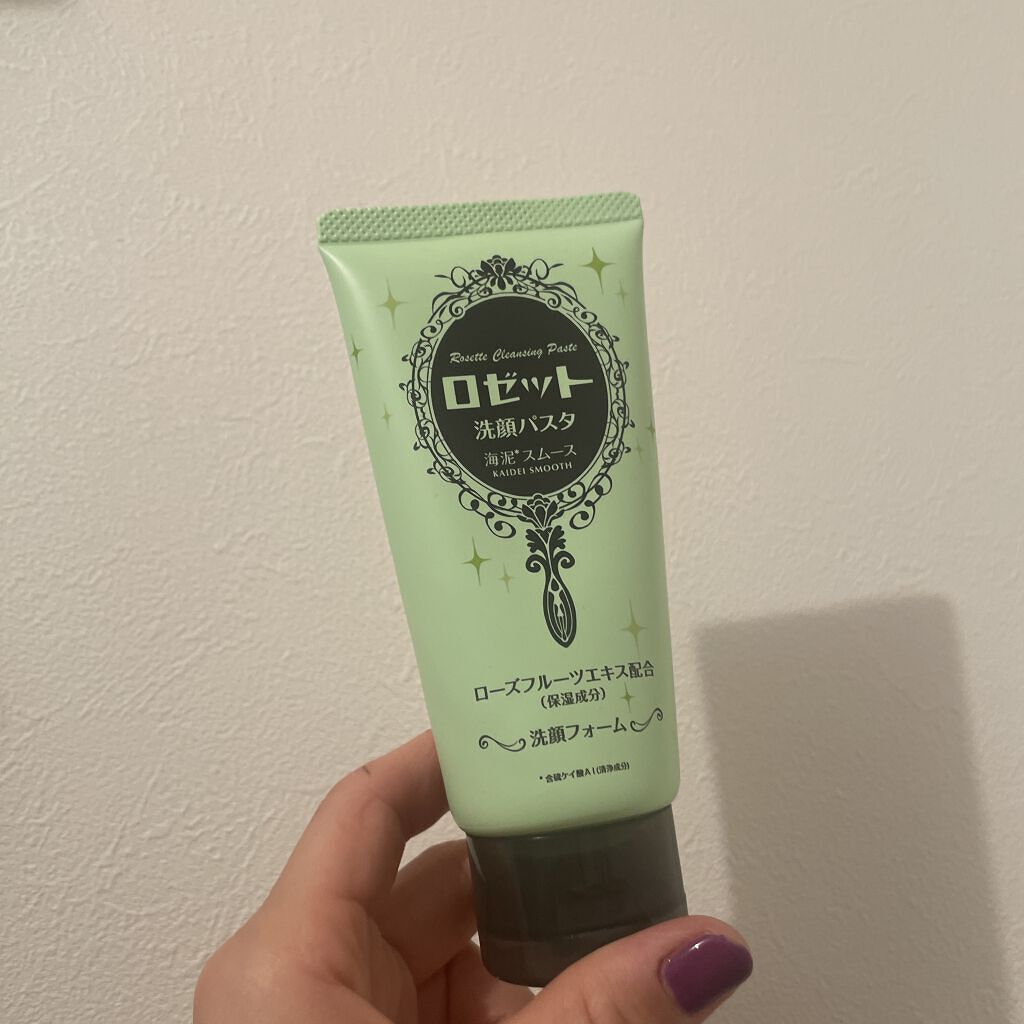 Rosette Cleansing Paste
ロゼット
洗顔パスタ
海泥*スムース
KAIDEI SMOOTH
ローズフルーツエキス配合
(保湿成分)
洗顔フォーム
*含硫ケイ酸Al(清浄成分)